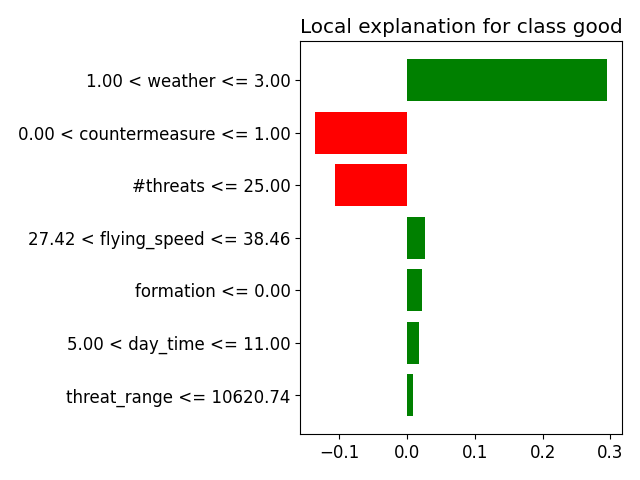 Local explanation for class good
1.00 < weather <= 3.00
0.00 < countermeasure <= 1.00
#threats <= 25.00
27.42 < flying_speed <= 38.46
formation <= 0.00
5.00 < day_time <= 11.00
threat_range <= 10620.74
−0.1 0.0 0.1 0.2 0.3